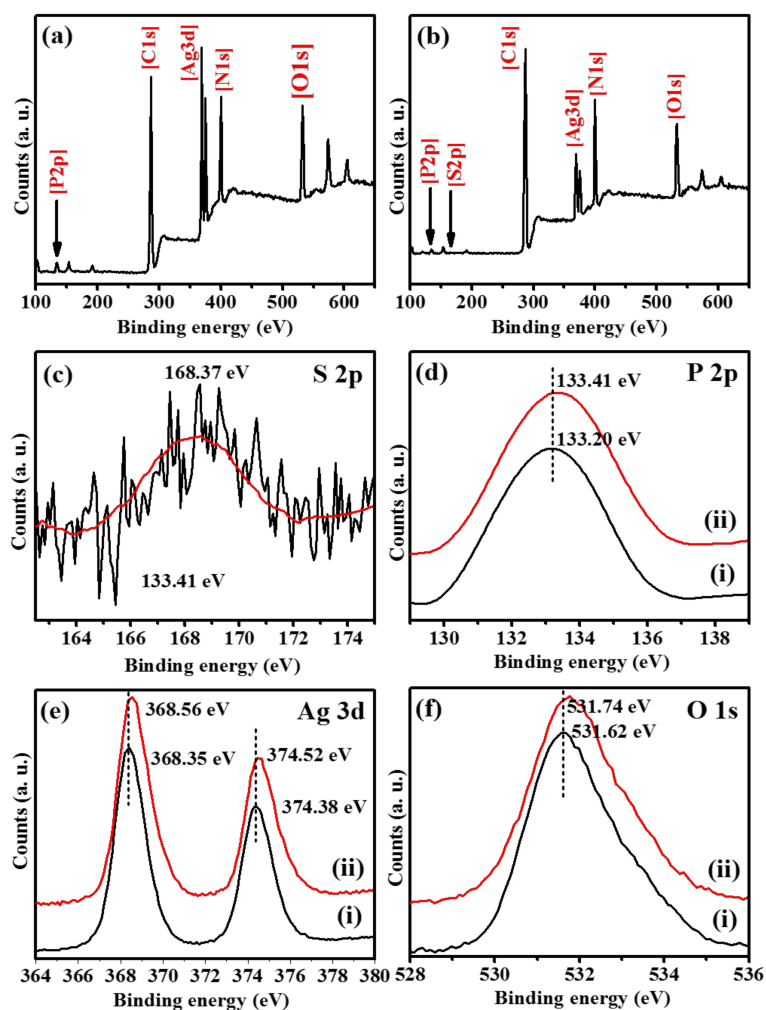 (a)
[P2p]
[C1s]
[Ag3d]
[N1s]
[O1s]
Counts (a. u.)
100 200 300 400 500 600
Binding energy (eV)
(b)
[P2p]
[S2p]
[C1s]
[Ag3d]
[N1s]
[O1s]
Counts (a. u.)
100 200 300 400 500 600
Binding energy (eV)
(c)
168.37 eV
S 2p
133.41 eV
Counts (a. u.)
164 166 168 170 172 174
Binding energy (eV)
(d)
P 2p
133.41 eV
133.20 eV
(ii)
(i)
Counts (a. u.)
130 132 134 136 138
Binding energy (eV)
(e)
Ag 3d
368.56 eV
368.35 eV
374.52 eV
374.38 eV
(ii)
(i)
Counts (a. u.)
364 366 368 370 372 374 376 378 380
Binding energy (eV)
(f)
O 1s
531.74 eV
531.62 eV
(ii)
(i)
Counts (a. u.)
528 530 532 534 536
Binding energy (eV)